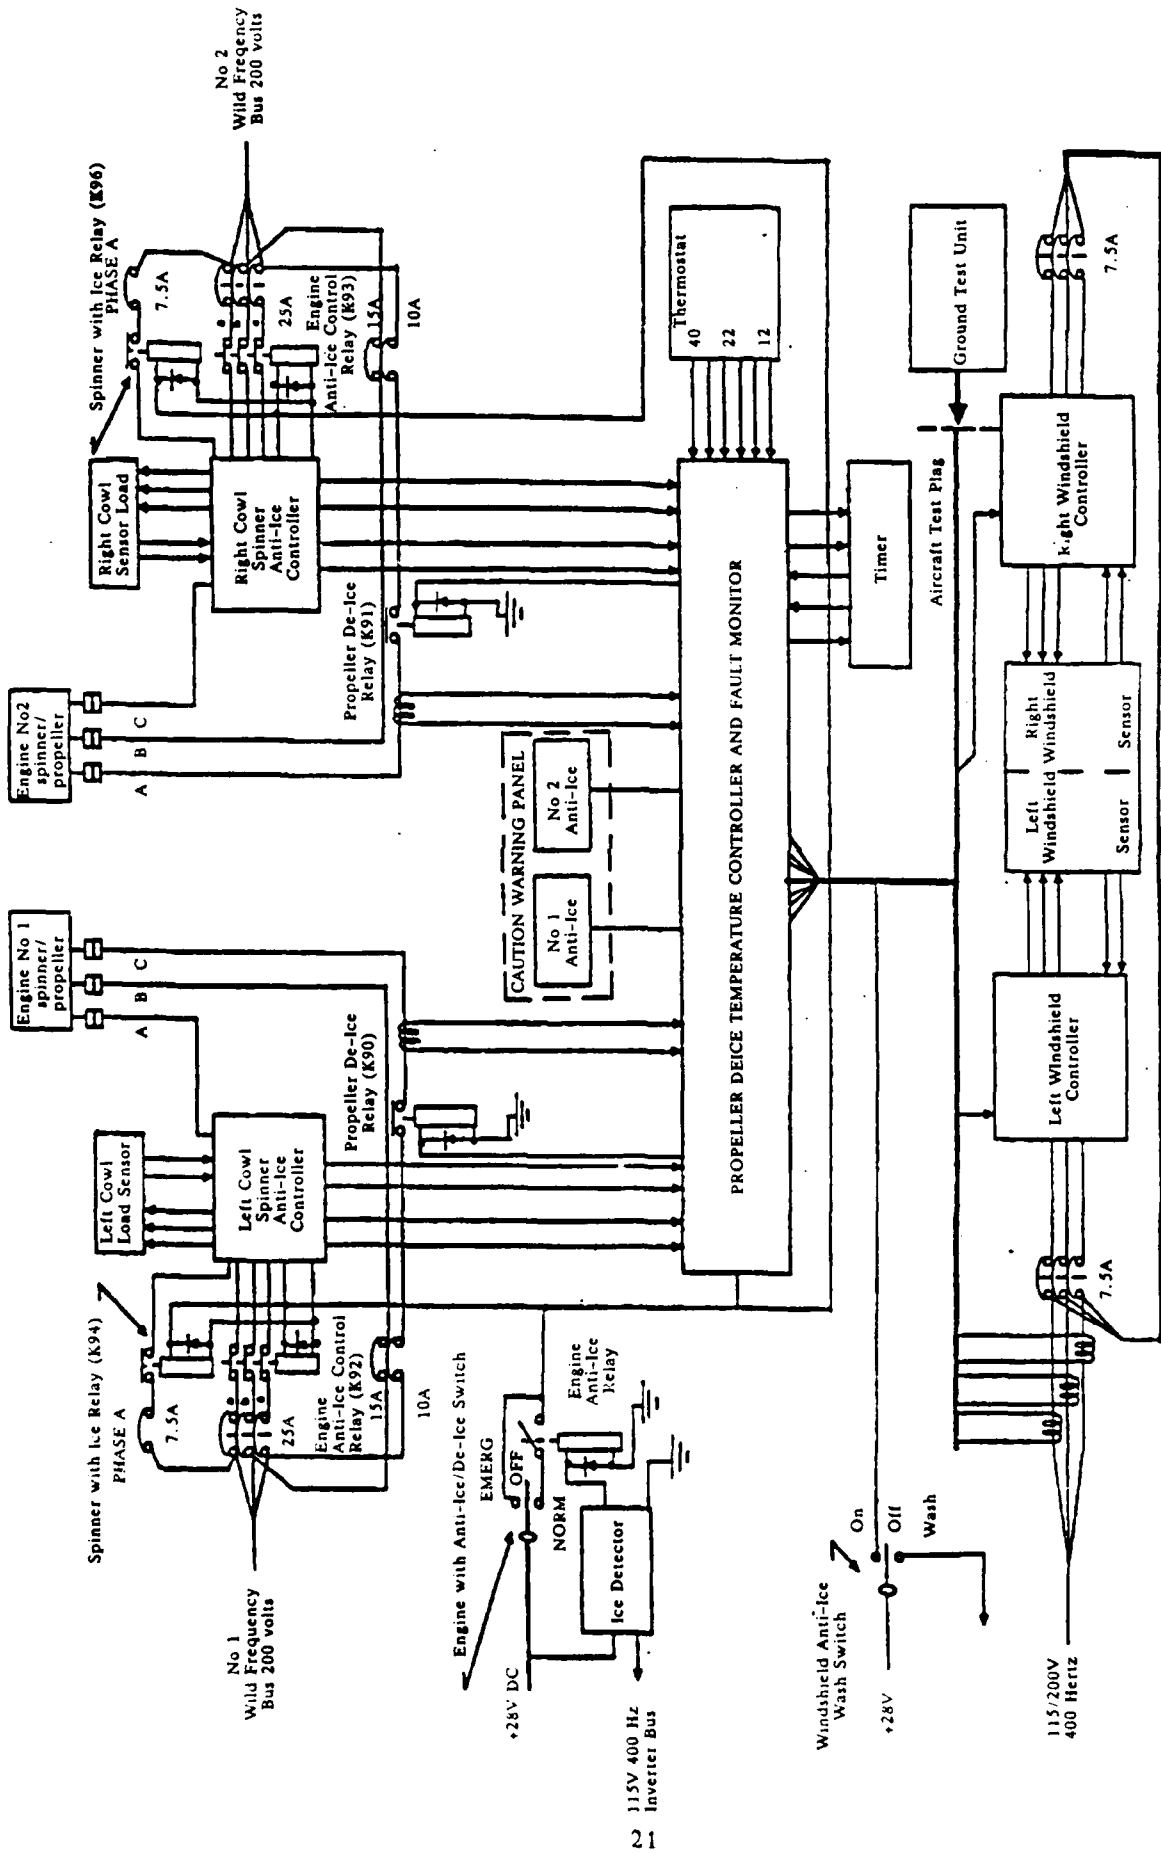 No 2
Wild Freqency
Bus 200 volts
Spinner with Ice Relay (K96)
PHASE A
7.5A
25A
Engine
Anti-Ice Control
Relay (K93)
15A
10A
Right Cowl
Sensor Load
Right Cowl
Spinner
Anti-Ice
Controller
Engine No2
spinner/
propeller
A
B
C
Propeller De-Ice
Relay (K91)
Thermostat
40
22
12
Ground Test Unit
7.5A
CAUTION WARNING PANEL
No 2
Anti-Ice
No 1
Anti-Ice
PROPELLER DEICE TEMPERATURE CONTROLLER AND FAULT MONITOR
Timer
Aircraft Test Plag
Right Windshield
Controller
Right
Windshield
Sensor
Left
Windshield
Sensor
Engine No 1
spinner/
propeller
A
B
C
Propeller De-Ice
Relay (K90)
Left Cowl
Load Sensor
Left Cowl
Spinner
Anti-Ice
Controller
Left Windshield
Controller
Spinner with Ice Relay (K94)
PHASE A
7.5A
25A
Engine
Anti-Ice Control
Relay (K92)
15A
10A
7.5A
No 1
Wild Frequency
Bus 200 volts
Engine with Anti-Ice/De-Ice Switch
EMERG
OFF
NORM
Engine
Anti-Ice
Relay
+28V DC
Ice Detector
115V 400 Hz
Inverter Bus
Windshield Anti-Ice
Wash Switch
On
Off
Wash
+28V
115/200V
400 Hertz
21